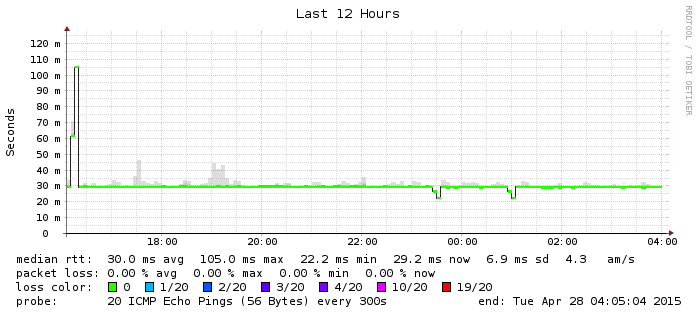 Last 12 Hours
RRDTOOL / TOBI OETIKER
Seconds
120 m
110 m
100 m
90 m
80 m
70 m
60 m
50 m
40 m
30 m
20 m
10 m
0
18:00 20:00 22:00 00:00 02:00 04:00
median rtt: 30.0 ms avg 105.0 ms max 22.2 ms min 29.2 ms now 6.9 ms sd 4.3 am/s
packet loss: 0.00 % avg 0.00 % max 0.00 % min 0.00 % now
loss color: 0 1/20 2/20 3/20 4/20 10/20 19/20
probe: 20 ICMP Echo Pings (56 Bytes) every 300s end: Tue Apr 28 04:05:04 2015